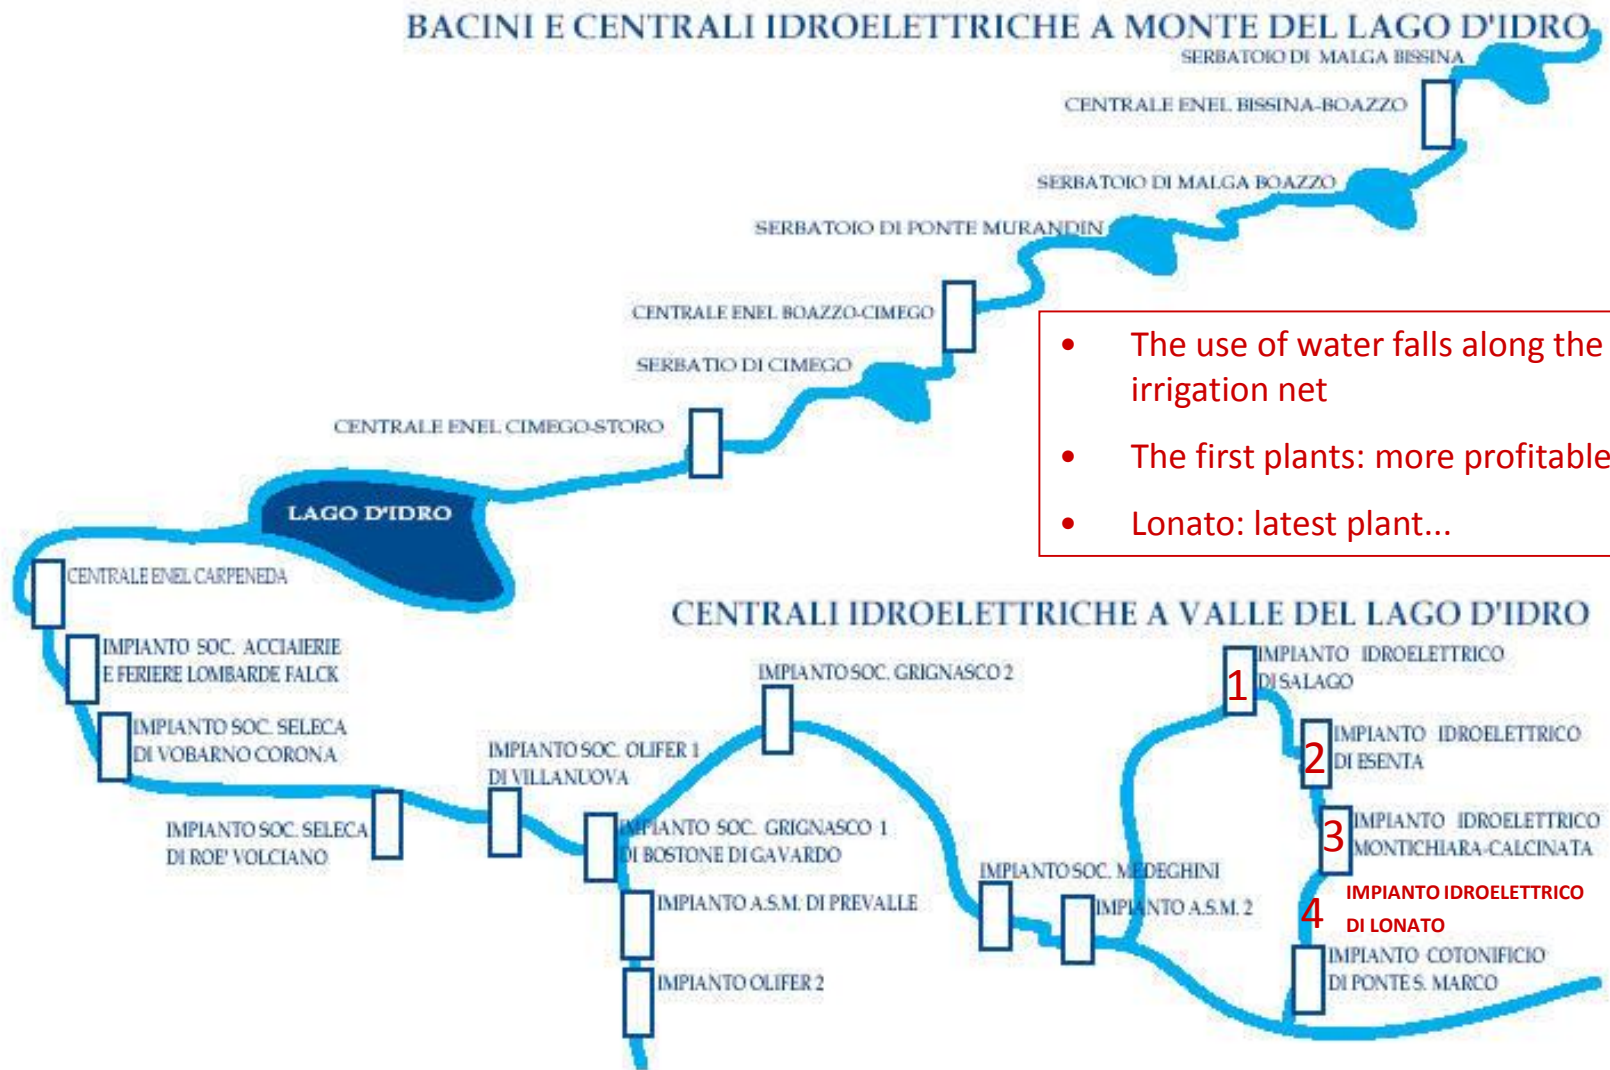 BACINI E CENTRALI IDROELETTRICHE A MONTE DEL LAGO D'IDRO
SERBATOIO DI MALGA BISSINA
CENTRALE ENEL BISSINA-BOAZZO
SERBATOIO DI MALGA BOAZZO
SERBATOIO DI PONTE MURANDIN
CENTRALE ENEL BOAZZO-CIMEGO
SERBATIO DI CIMEGO
CENTRALE ENEL CIMEGO-STORO
• The use of water falls along the
irrigation net
• The first plants: more profitable
• Lonato: latest plant...
LAGO D'IDRO
CENTRALE ENEL CARPENEDA
CENTRALI IDROELETTRICHE A VALLE DEL LAGO D'IDRO
IMPIANTO SOC. ACCIAIERIE
E FERIERE LOMBARDE FALCK
IMPIANTO SOC. SELECA
DI VOBARNO CORONA
IMPIANTO SOC. SELECA
DI ROE' VOLCIANO
IMPIANTO SOC. OLIFER 1
DI VILLANUOVA
IMPIANTO SOC. GRIGNASCO 1
DI BOSTONE DI GAVARDO
IMPIANTO A.S.M. DI PREVALLE
IMPIANTO OLIFER 2
IMPIANTO SOC. GRIGNASCO 2
IMPIANTO SOC. MEDEGHINI
IMPIANTO A.S.M. 2
1
IMPIANTO IDROELETTRICO
DI SALAGO
2
IMPIANTO IDROELETTRICO
DI ESENTA
3
IMPIANTO IDROELETTRICO
MONTICHIARA-CALCINATA
4
IMPIANTO IDROELETTRICO
DI LONATO
IMPIANTO COTONIFICIO
DI PONTE S. MARCO